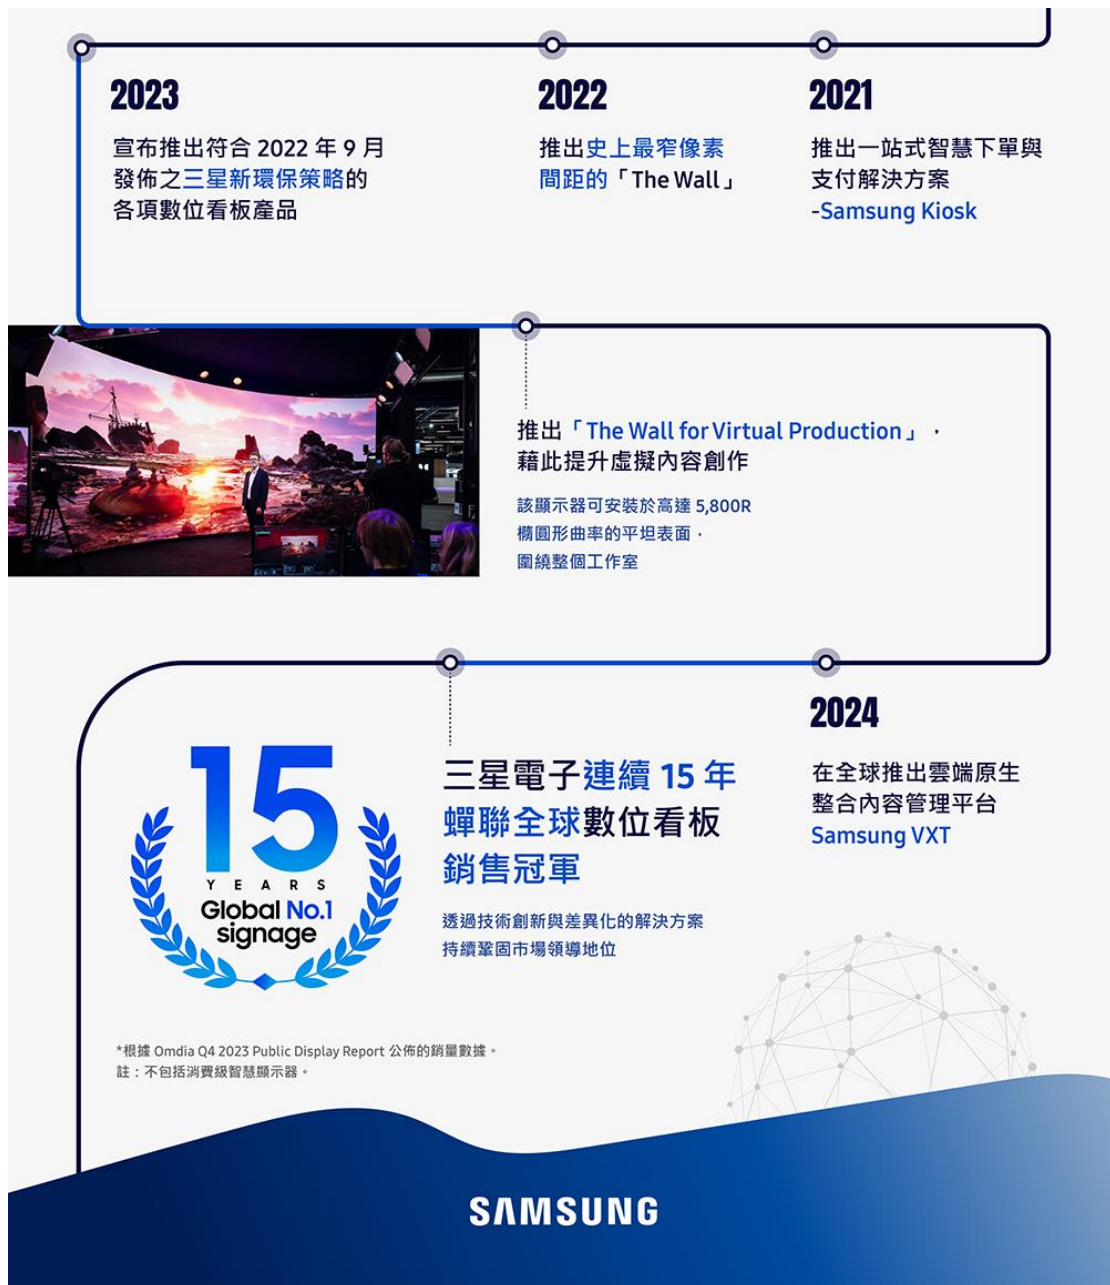 2023
宣布推出符合 2022 年 9 月
發佈之三星新環保策略的
各項數位看板產品
2022
推出史上最窄像素
間距的「The Wall」
2021
推出一站式智慧下單與
支付解決方案
-Samsung Kiosk
推出「The Wall for Virtual Production」，
藉此提升虛擬內容創作
該顯示器可安裝於高達 5,800R
橢圓形曲率的平坦表面，
圍繞整個工作室
15
YEARS
Global No.1
signage
三星電子連續 15 年
蟬聯全球數位看板
銷售冠軍
透過技術創新與差異化的解決方案
持續鞏固市場領導地位
2024
在全球推出雲端原生
整合內容管理平台
Samsung VXT
*根據 Omdia Q4 2023 Public Display Report 公佈的銷量數據。
註：不包括消費級智慧顯示器。
SAMSUNG